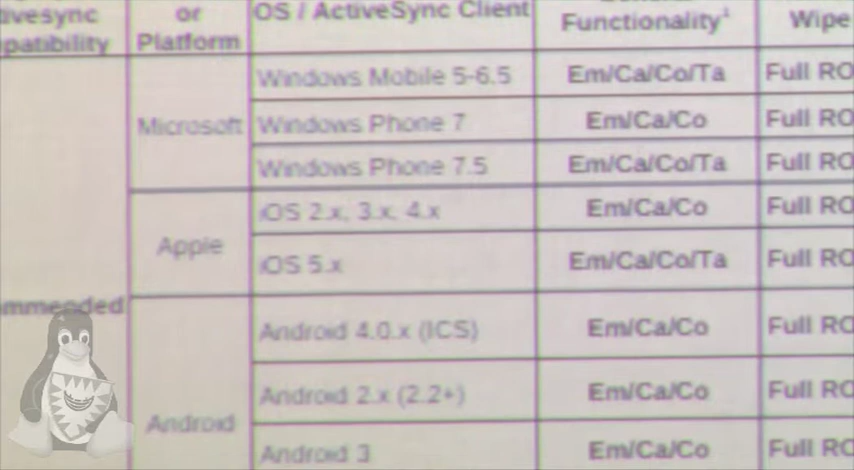 ivesync
patibility
or
Platform
OS / ActiveSync Client
Functionality¹
Wipe
Microsoft
Windows Mobile 5-6.5
Em/Ca/Co/Ta
Full RO
Windows Phone 7
Em/Ca/Co
Full RO
Windows Phone 7.5
Em/Ca/Co/Ta
Full RO
Apple
iOS 2.x, 3.x, 4.x
Em/Ca/Co
Full RO
iOS 5.x
Em/Ca/Co/Ta
Full RO
ommended
Android
Android 4.0.x (ICS)
Em/Ca/Co
Full RO
Android 2.x (2.2+)
Em/Ca/Co
Full RO
Android 3
Em/Ca/Co
Full RO